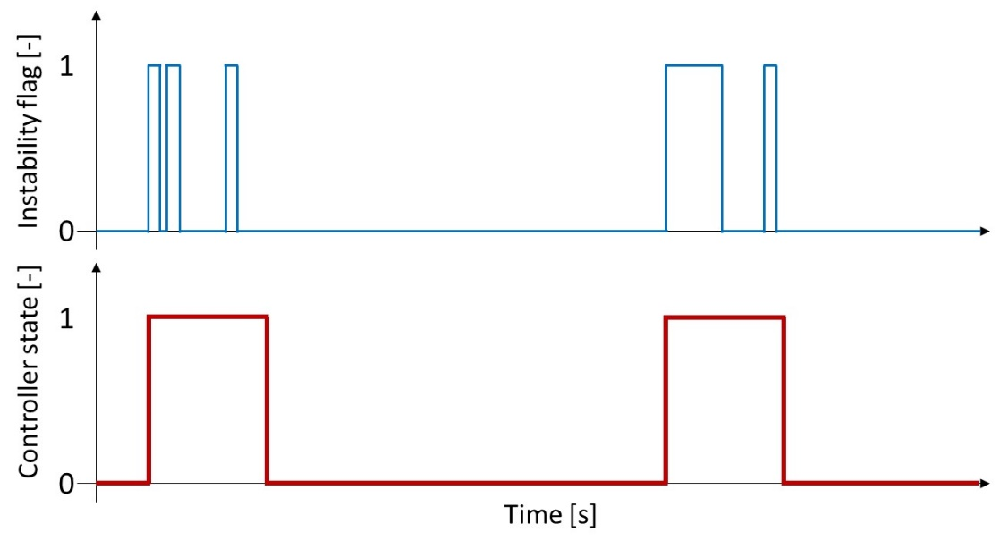 Instability flag [-]
1
0
Controller state [-]
1
0
Time [s]